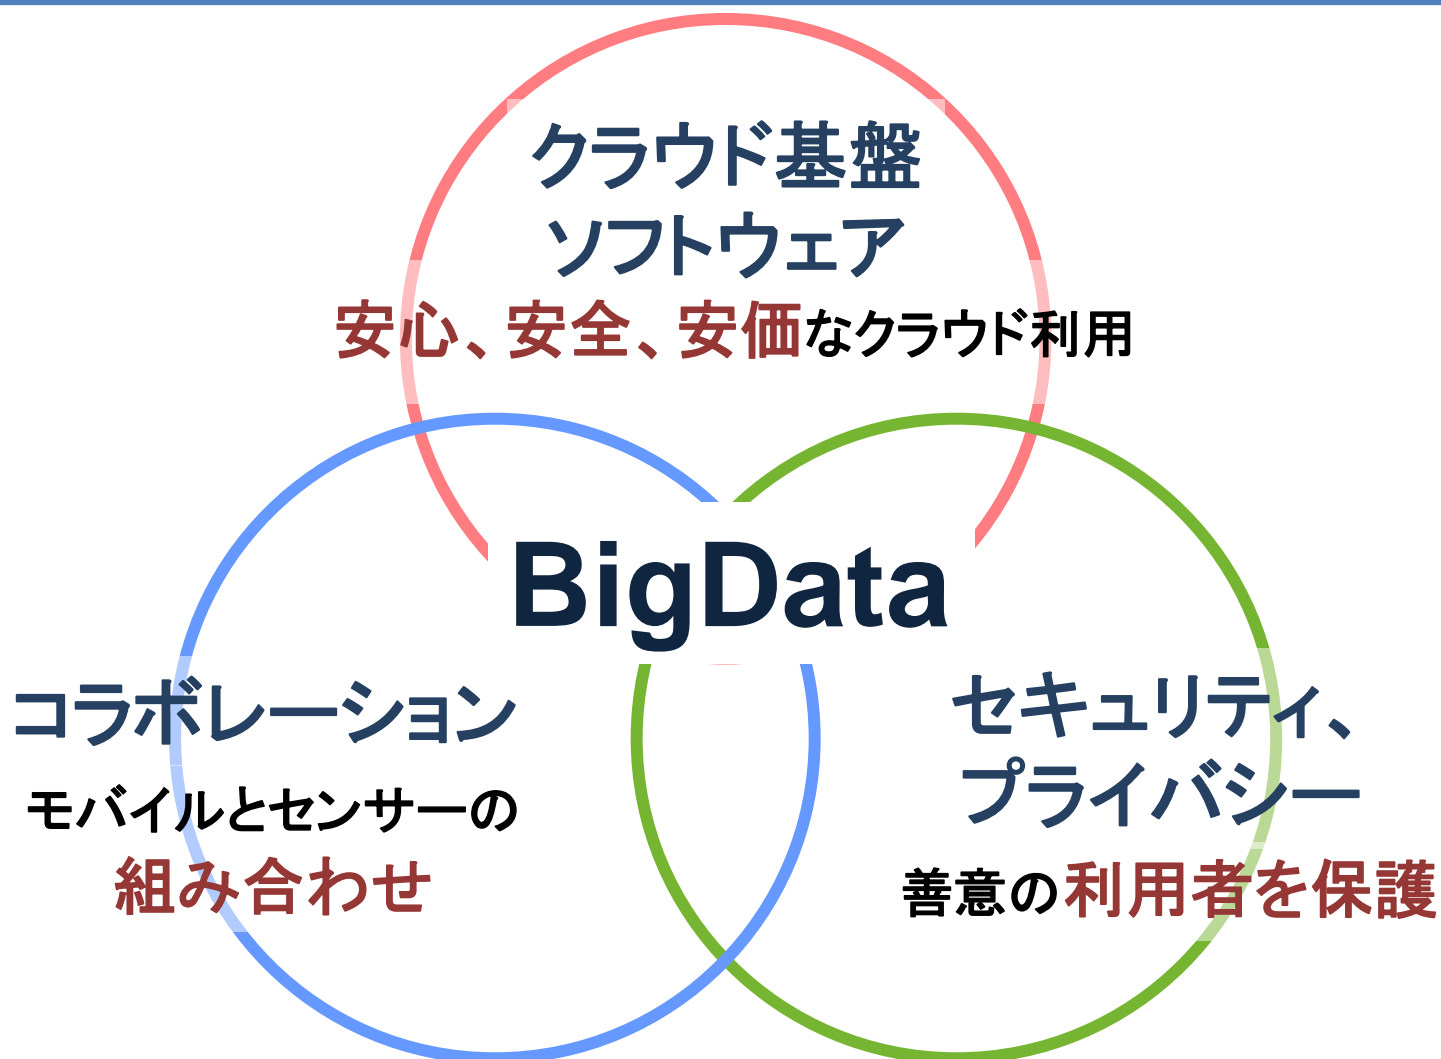 クラウド基盤
ソフトウェア
安心、安全、安価なクラウド利用
BigData
コラボレーション
モバイルとセンサーの
組み合わせ
セキュリティ、
プライバシー
善意の利用者を保護